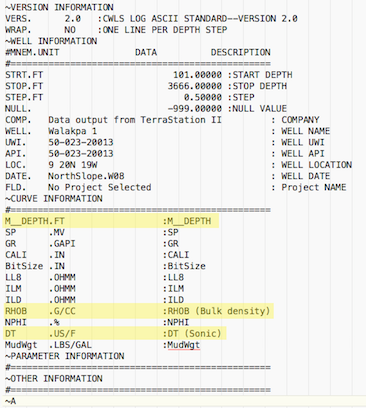 ~VERSION INFORMATION
VERS. 2.0 :CWLS LOG ASCII STANDARD--VERSION 2.0
WRAP. NO :ONE LINE PER DEPTH STEP
~WELL INFORMATION
#MNEM.UNIT DATA DESCRIPTION
#==============================================
STRT.FT 101.00000 :START DEPTH
STOP.FT 3666.00000 :STOP DEPTH
STEP.FT 0.50000 :STEP
NULL. -999.00000 :NULL VALUE
COMP. Data output from TerraStation II : COMPANY
WELL. Walakpa 1 : WELL NAME
UWI. 50-023-20013 : WELL UWI
API. 50-023-20013 : WELL API
LOC. 9 20N 19W : WELL LOCATION
DATE. NorthSlope.W08 : WELL DATE
FLD. No Project Selected : Project NAME
~CURVE INFORMATION
#==============================================
M__DEPTH.FT :M__DEPTH
SP .MV :SP
GR .GAPI :GR
CALI .IN :CALI
BitSize .IN :BitSize
LL8 .OHMM :LL8
ILM .OHMM :ILM
ILD .OHMM :ILD
RHOB .G/CC :RHOB (Bulk density)
NPHI .% :NPHI
DT .US/F :DT (Sonic)
MudWgt .LBS/GAL :MudWgt
~PARAMETER INFORMATION
#==============================================
~OTHER INFORMATION
#==============================================
~A